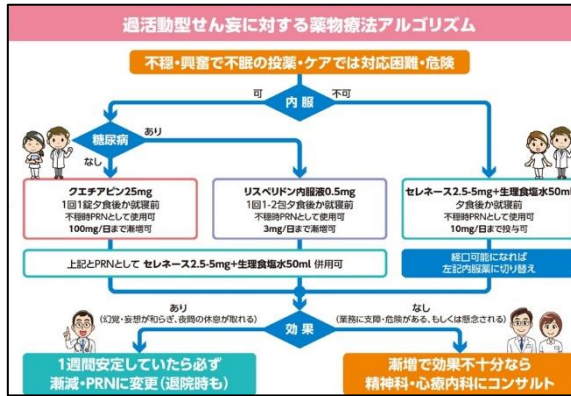 過活動型せん妄に対する薬物療法アルゴリズム
不穏・興奮で不眠の投薬・ケアでは対応困難・危険
可
内服
不可
糖尿病
あり
なし
クエチアピン25mg
1回1錠夕食後か就寝前
不穏時PRNとして使用可
100mg/日まで漸増可
リスペリドン内服液0.5mg
1回1-2包夕食後か就寝前
不穏時PRNとして使用可
3mg/日まで漸増可
セレネース2.5-5mg+生理食塩水50ml
夕食後か就寝前
不穏時PRNとして使用可
10mg/日まで投与可
上記とPRNとして セレネース2.5-5mg+生理食塩水50ml 併用可
経口可能になれば
左記内服薬に切り替え
あり
(幻覚・妄想が和らぎ、夜間の休息が取れる)
効果
なし
(業務に支障・危険がある、もしくは懸念される)
1週間安定していたら必ず
漸減・PRNに変更(退院時も)
漸増で効果不十分なら
精神科・心療内科にコンサルト